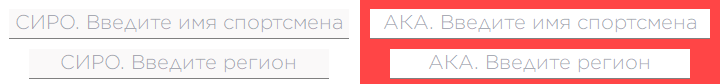 СИРО. Введите имя спортсмена
СИРО. Введите регион
АКА. Введите имя спортсмена
АКА. Введите регион